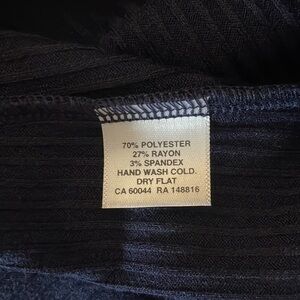 70% POLYESTER
27% RAYON
3% SPANDEX
HAND WASH COLD.
DRY FLAT
CA 60044 RA 148816